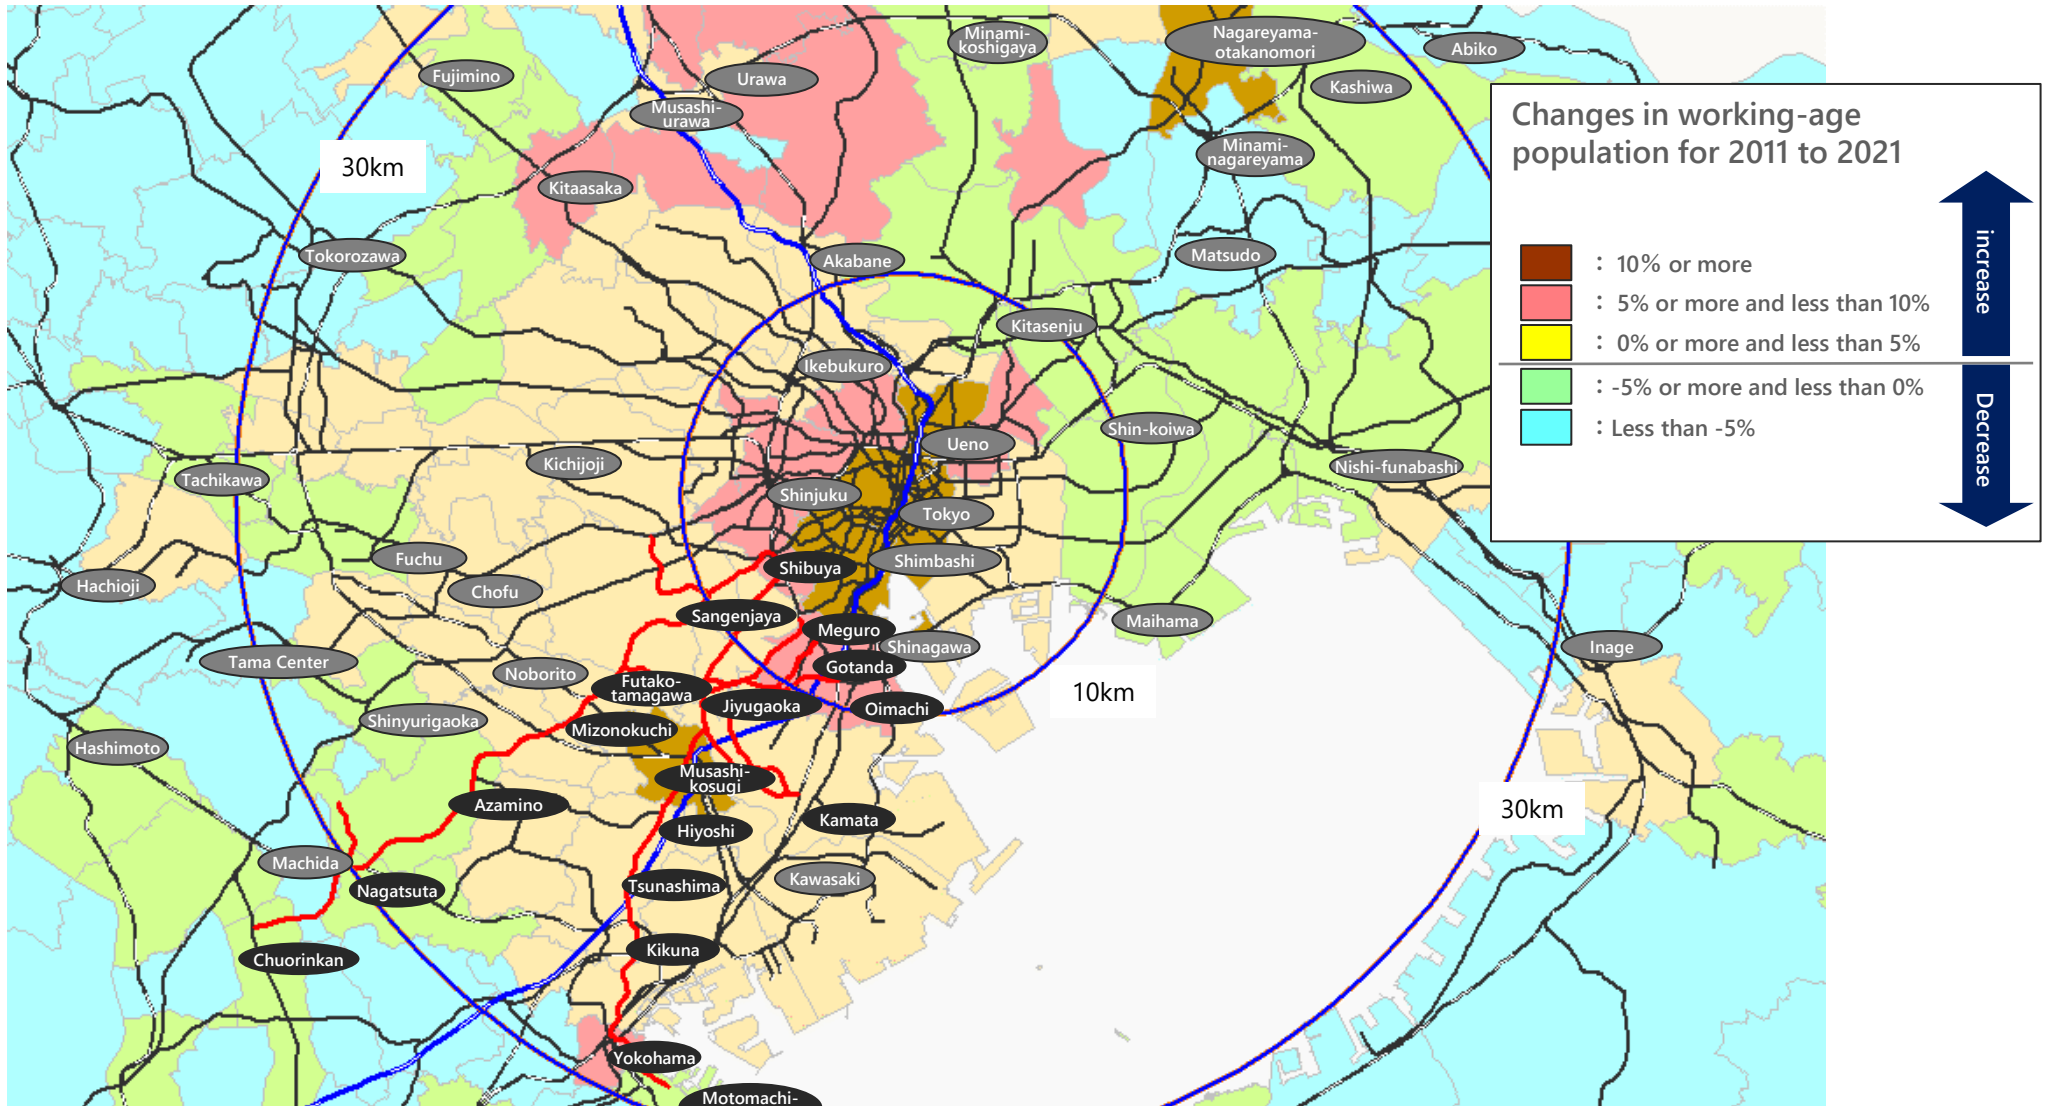 Minami-
koshigaya
Nagareyama-
otakanomori
Abiko
Fujimino
Urawa
Kashiwa
Musashi-
urawa
30km
Minami-
nagareyama
Kitaasaka
Tokorozawa
Akabane
Matsudo
Kitasenju
Ikebukuro
Shin-koiwa
Ueno
Kichijoji
Nishi-funabashi
Tachikawa
Shinjuku
Tokyo
Fuchu
Shibuya
Shimbashi
Hachioji
Chofu
Sangenjaya
Maihama
Meguro
Shinagawa
Inage
Tama Center
Gotanda
Noborito
Futako-
tamagawa
10km
Jiyugaoka
Oimachi
Shinyurigaoka
Mizonokuchi
Hashimoto
Musashi-
kosugi
Azamino
30km
Kamata
Hiyoshi
Machida
Nagatsuta
Tsunashima
Kawasaki
Kikuna
Chuorinkan
Yokohama
Motomachi-
Changes in working-age
population for 2011 to 2021
: 10% or more
: 5% or more and less than 10%
: 0% or more and less than 5%
: -5% or more and less than 0%
: Less than -5%
increase
Decrease